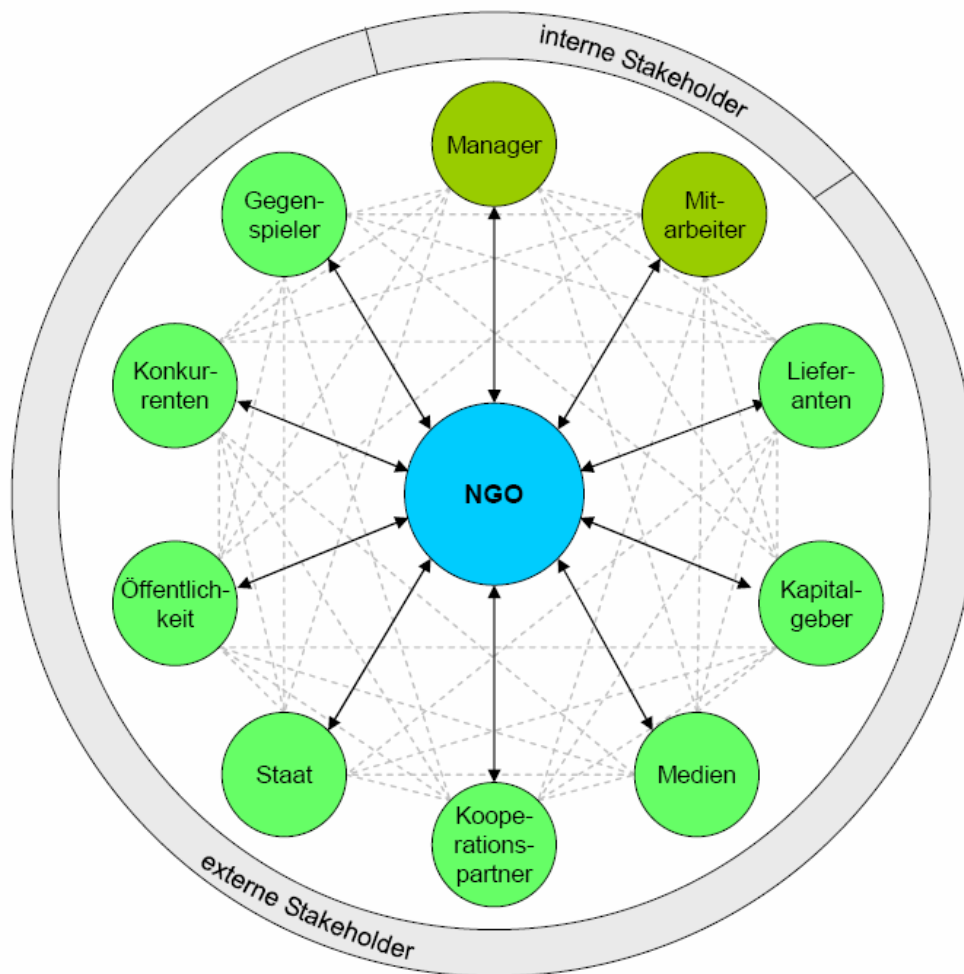 interne Stakeholder
Manager
Gegen-
spieler
Mit-
arbeiter
Konkur-
renten
Liefer-
anten
NGO
Öffentlich-
keit
Kapital-
geber
Staat
Medien
Koope-
rations-
partner
externe Stakeholder